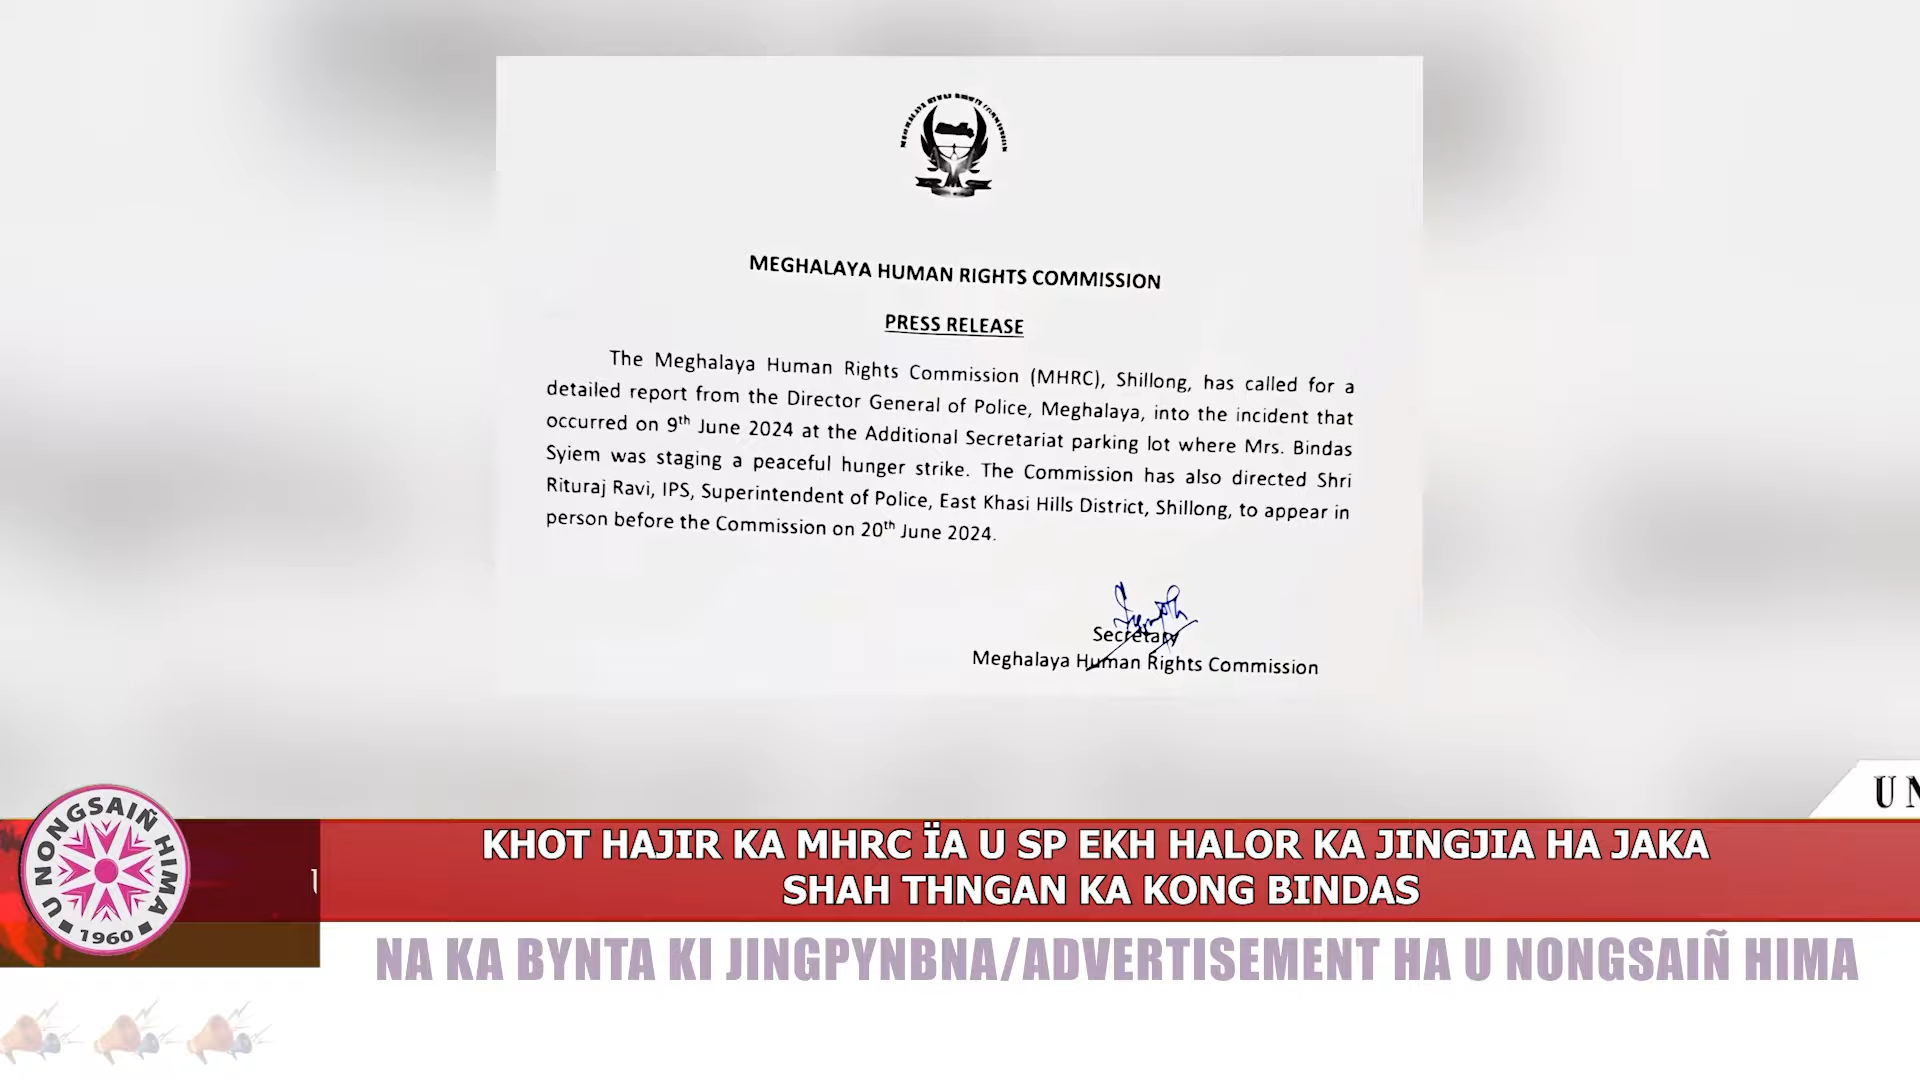 MEGHALAYA HUMAN RIGHTS COMMISSION
MEGHALAYA HUMAN RIGHTS COMMISSION
PRESS RELEASE
The Meghalaya Human Rights Commission (MHRC), Shillong, has called for a
detailed report from the Director General of Police, Meghalaya, into the incident that
occurred on 9th June 2024 at the Additional Secretariat parking lot where Mrs. Bindas
Syiem was staging a peaceful hunger strike. The Commission has also directed Shri
Rituraj Ravi, IPS, Superintendent of Police, East Khasi Hills District, Shillong, to appear in
person before the Commission on 20th June 2024.
Secretary
Meghalaya Human Rights Commission
U N
U NONGSAIÑ HIMA
1960
KHOT HAJIR KA MHRC ÏA U SP EKH HALOR KA JINGJIA HA JAKA
SHAH THNGAN KA KONG BINDAS
NA KA BYNTA KI JINGPYNBNA/ADVERTISEMENT HA U NONGSAIÑ HIMA